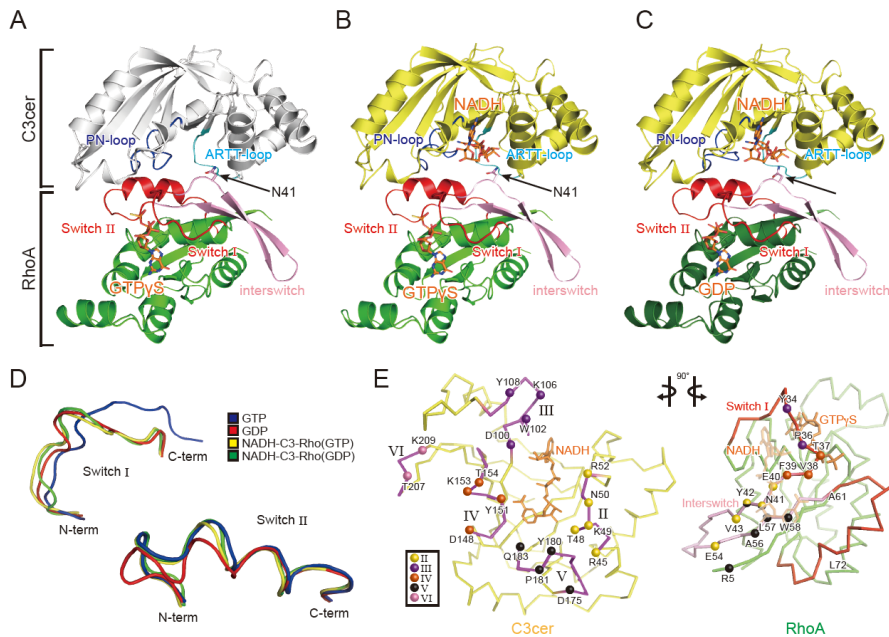 A
B
C
C3cer
RhoA
PN-loop
ARTT-loop
N41
Switch II
Switch I
GTPγS
interswitch
NADH
PN-loop
ARTT-loop
N41
Switch II
Switch I
GTPγS
interswitch
NADH
PN-loop
ARTT-loop
Switch II
Switch I
GDP
interswitch
D
GTP
GDP
NADH-C3-Rho(GTP)
NADH-C3-Rho(GDP)
Switch I
C-term
N-term
Switch II
N-term
C-term
E
Y108
K106
III
W102
D100
VI
K209
T207
NADH
T154
K153
Y151
IV
D148
R52
N50
II
K49
T48
R45
Q183
Y180
P181
V
D175
II
III
IV
V
VI
C3cer
90°
Switch I
Y34
GTPγS
P36
T37
NADH
F39
V38
E40
Interswitch
Y42
N41
A61
V43
L57
W58
E54
A56
L72
R5
RhoA